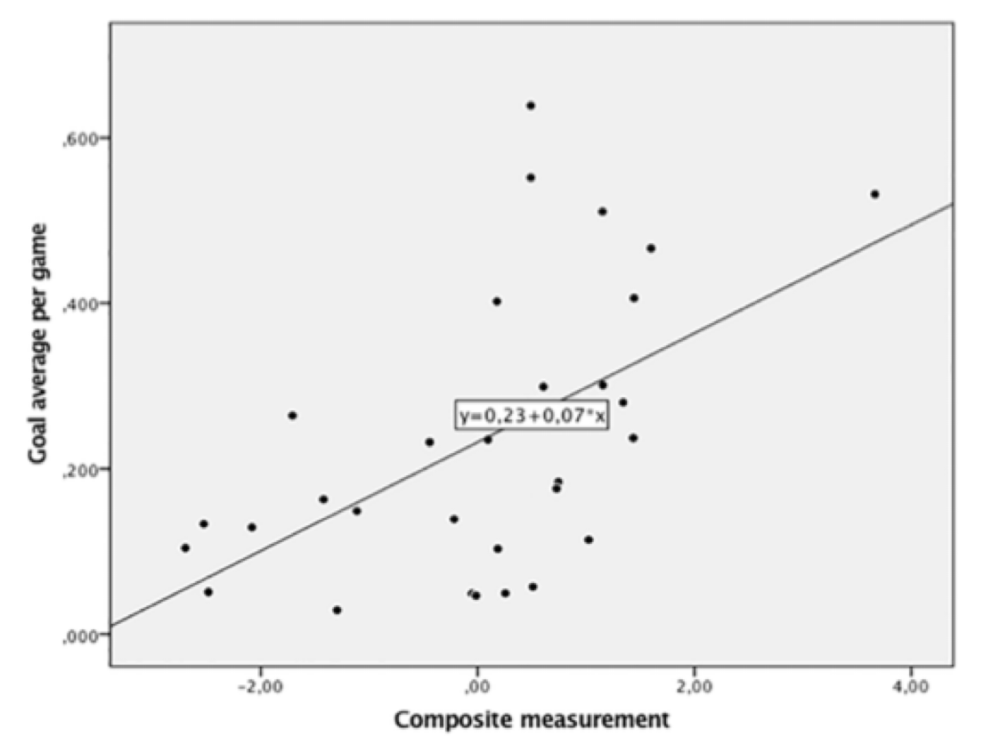 Goal average per game
,600
,400
,200
,000
y=0,23+0,07*x
-2,00
,00
2,00
4,00
Composite measurement